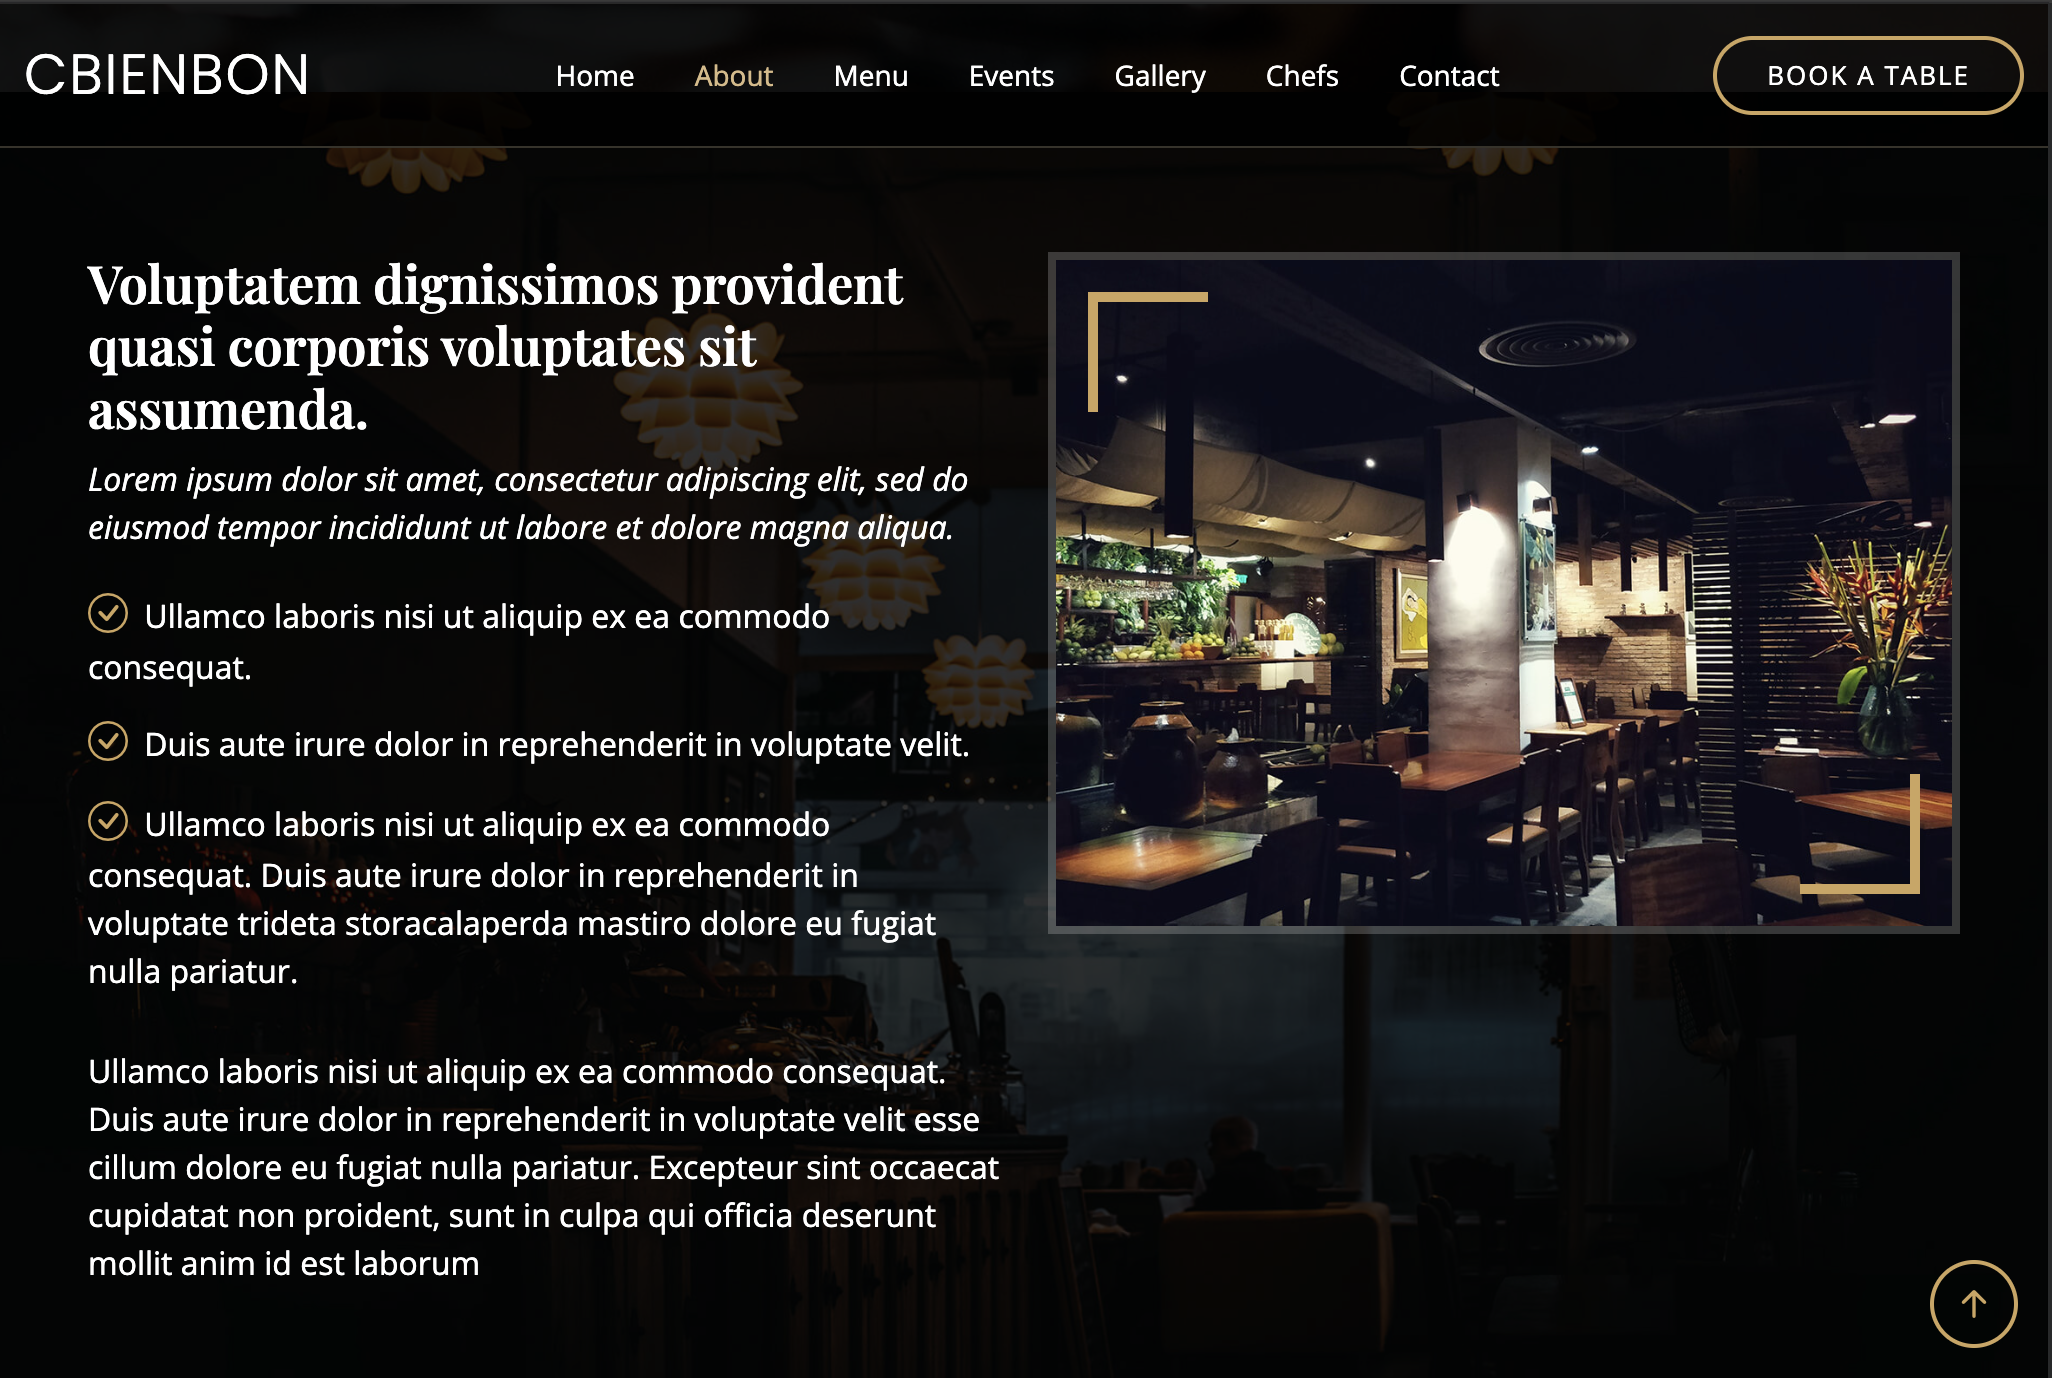 CBIENBON
Home
About
Menu
Events
Gallery
Chefs
Contact
BOOK A TABLE
Voluptatem dignissimos provident
quasi corporis voluptates sit
assumenda.
Lorem ipsum dolor sit amet, consectetur adipiscing elit, sed do
eiusmod tempor incididunt ut labore et dolore magna aliqua.
Ullamco laboris nisi ut aliquip ex ea commodo
consequat.
Duis aute irure dolor in reprehenderit in voluptate velit.
Ullamco laboris nisi ut aliquip ex ea commodo
consequat. Duis aute irure dolor in reprehenderit in
voluptate trideta storacalaperda mastiro dolore eu fugiat
nulla pariatur.
Ullamco laboris nisi ut aliquip ex ea commodo consequat.
Duis aute irure dolor in reprehenderit in voluptate velit esse
cillum dolore eu fugiat nulla pariatur. Excepteur sint occaecat
cupidatat non proident, sunt in culpa qui officia deserunt
mollit anim id est laborum